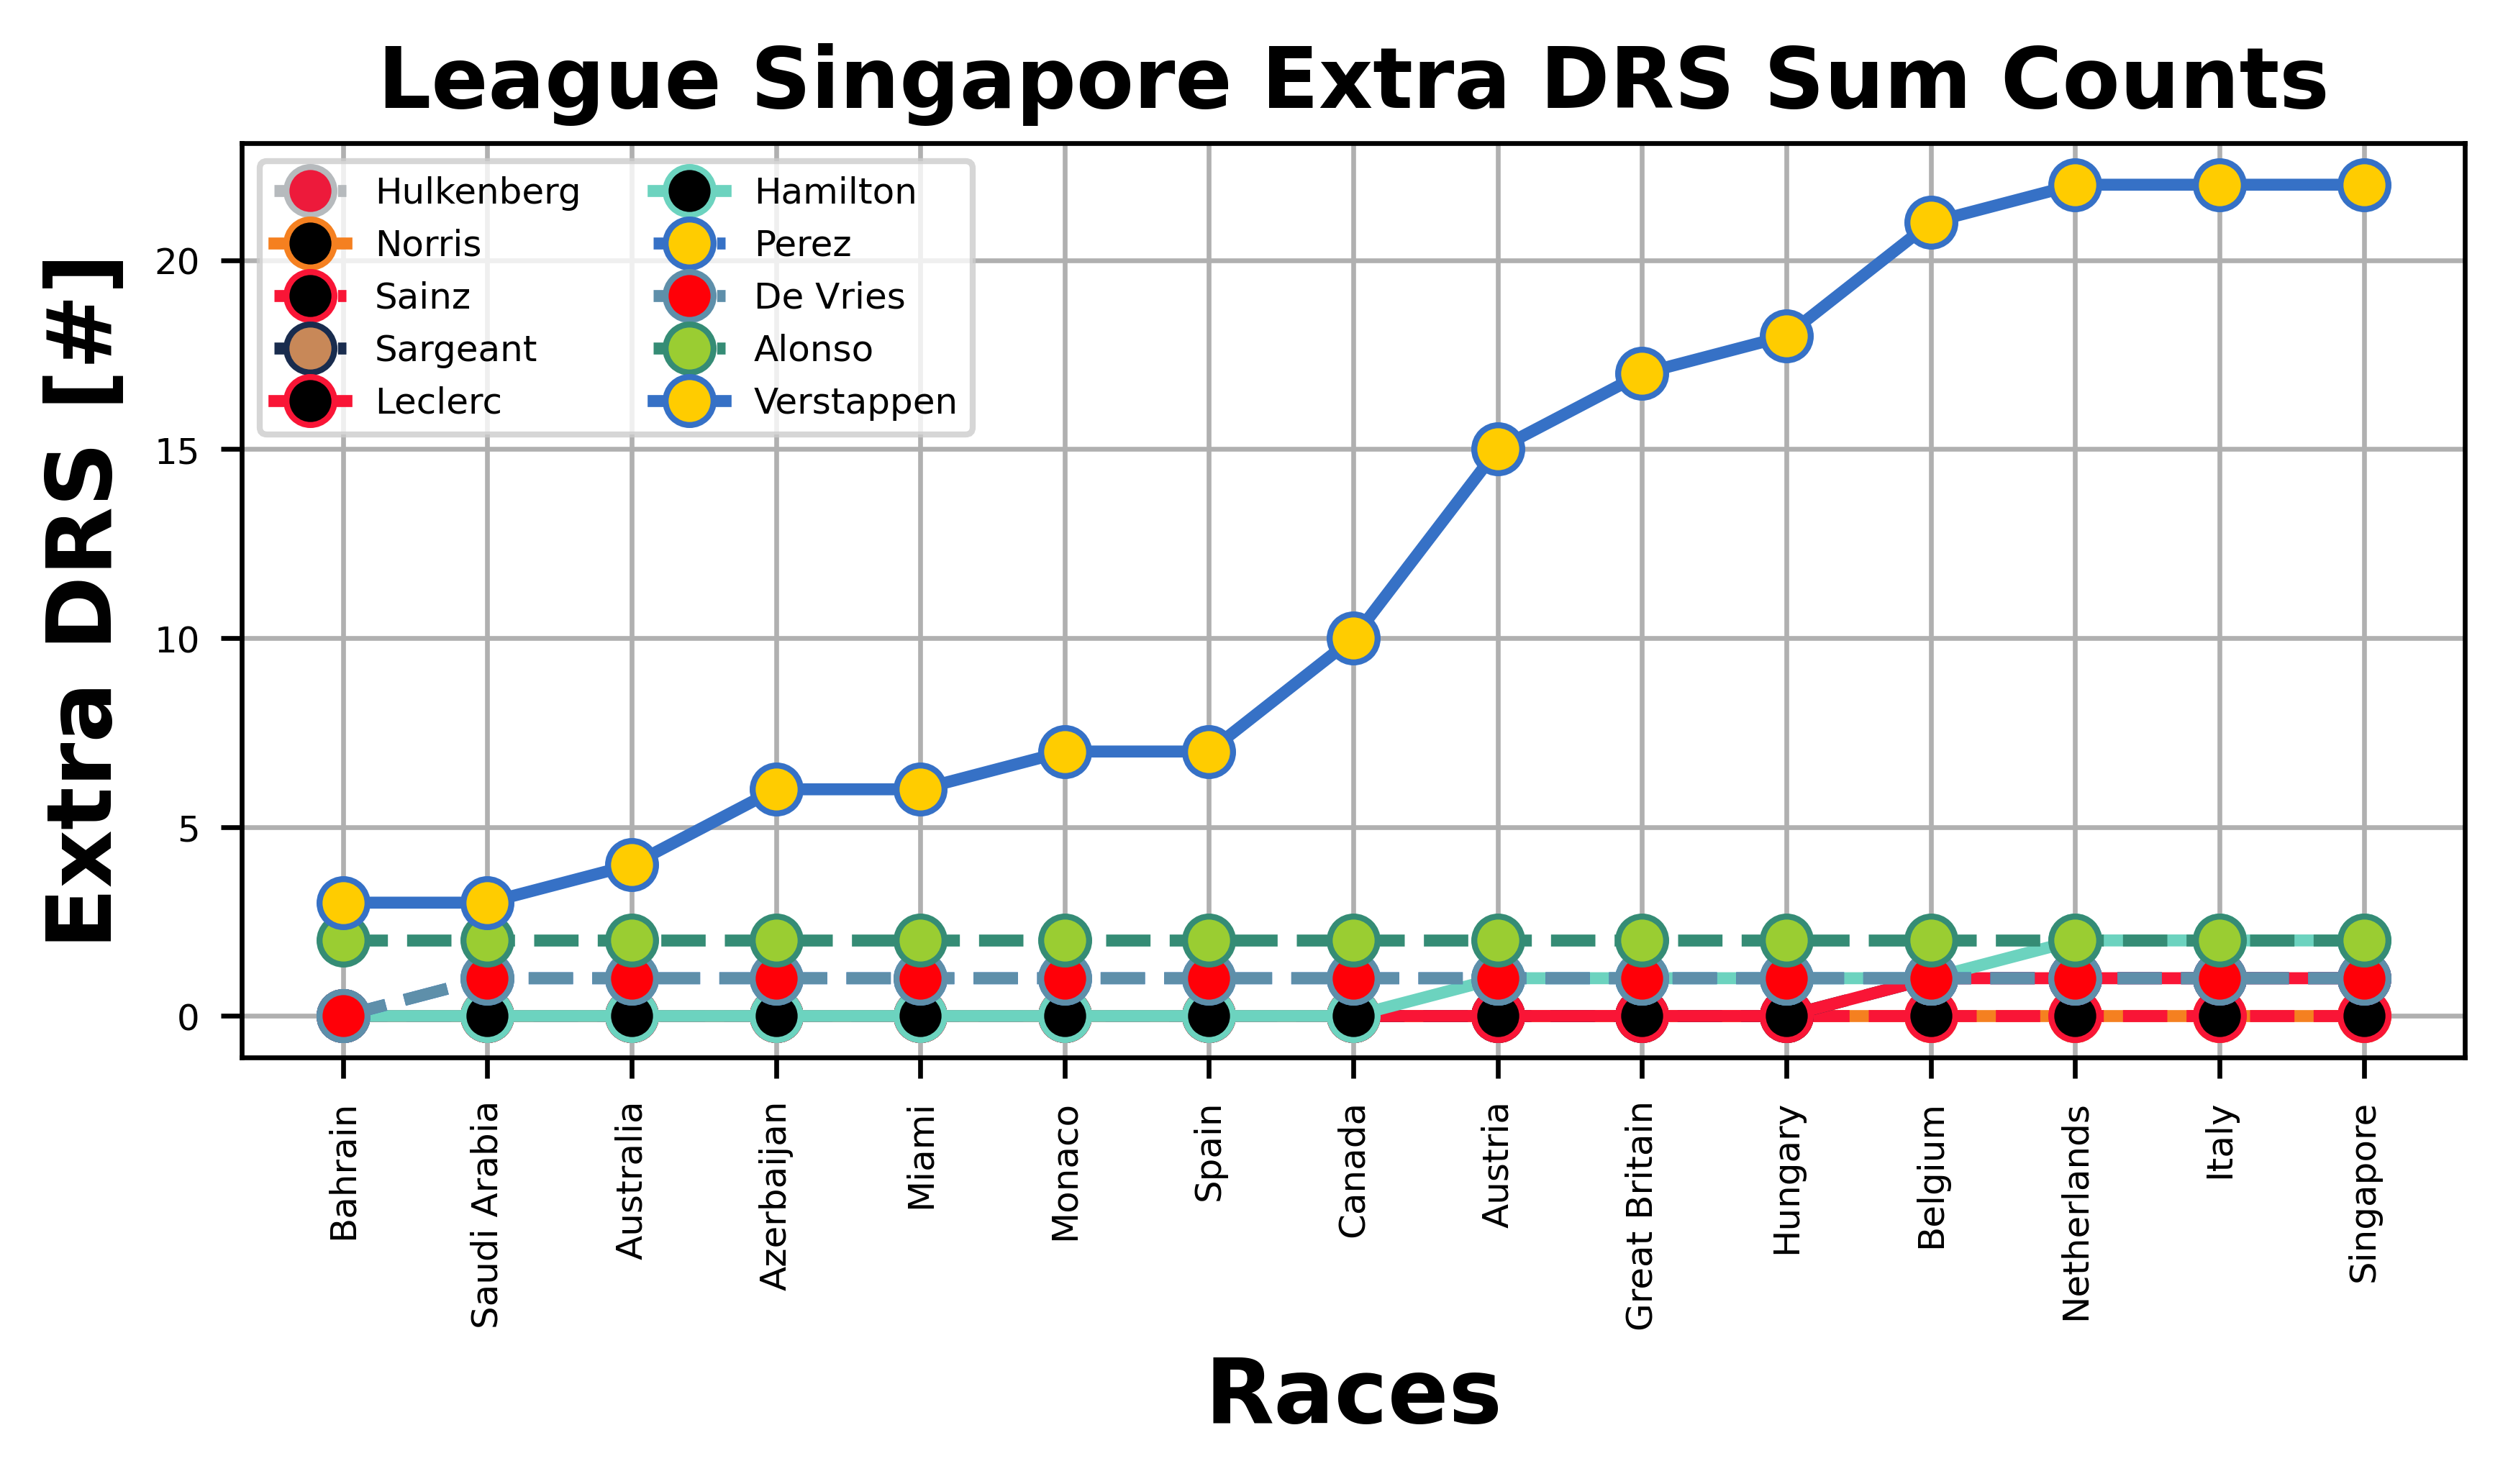 League Singapore Extra DRS Sum Counts
Extra DRS [#]
20
15
10
5
0
Hulkenberg
Norris
Sainz
Sargeant
Leclerc
Hamilton
Perez
De Vries
Alonso
Verstappen
Bahrain
Saudi Arabia
Australia
Azerbaijan
Miami
Monaco
Spain
Canada
Austria
Great Britain
Hungary
Belgium
Netherlands
Italy
Singapore
Races